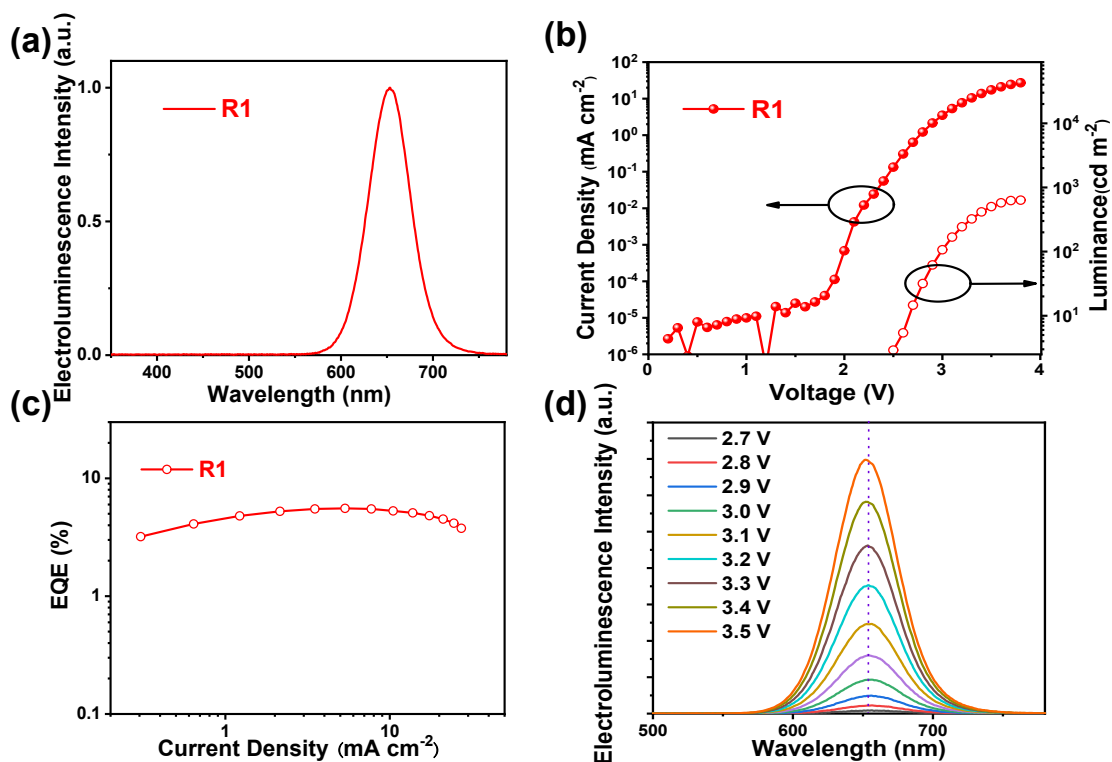 (a)
Electroluminescence Intensity (a.u.)
1.0
0.5
0.0
R1
400
500
600
700
Wavelength (nm)
(b)
Current Density (mA cm-2)
10²
10¹
10⁰
10⁻¹
10⁻²
10⁻³
10⁻⁴
10⁻⁵
10⁻⁶
R1
0
1
2
3
4
Voltage (V)
10⁴
10³
10²
10¹
Luminance(cd m-2)
(c)
EQE (%)
10
1
0.1
R1
1
10
Current Density (mA cm-2)
(d)
Electroluminescence Intensity (a.u.)
2.7 V
2.8 V
2.9 V
3.0 V
3.1 V
3.2 V
3.3 V
3.4 V
3.5 V
500
600
700
Wavelength (nm)